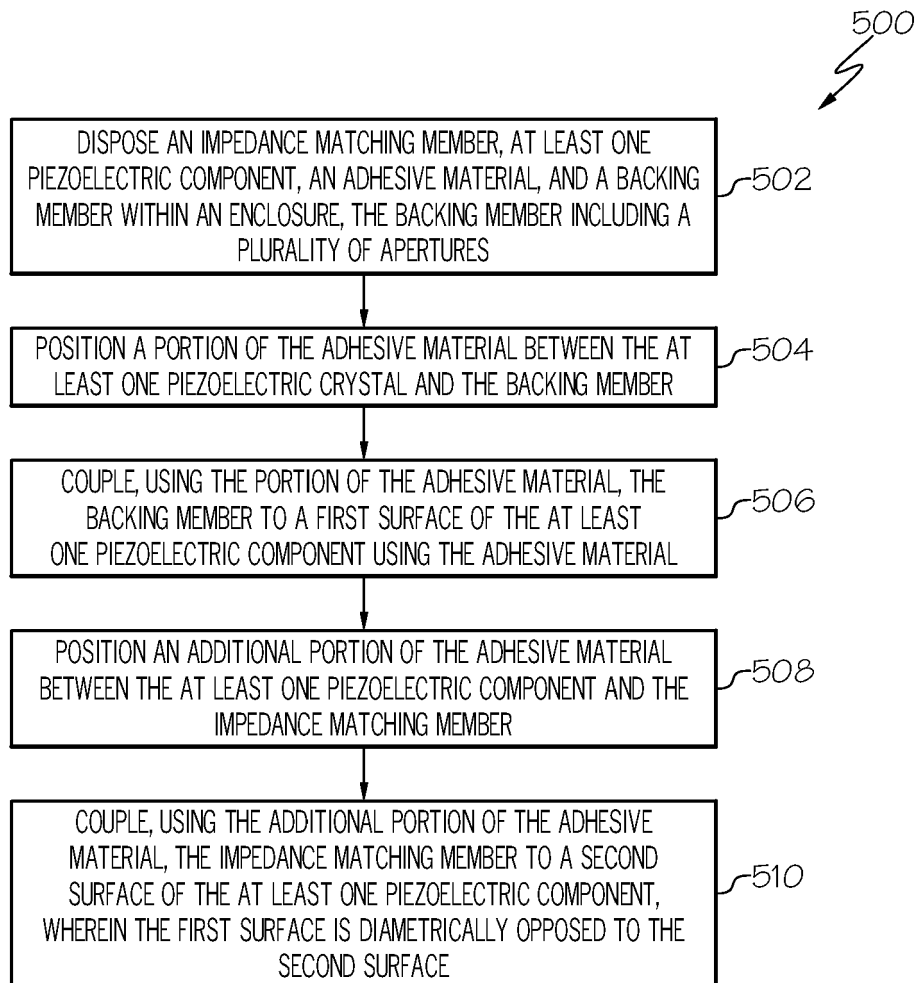 500
DISPOSE AN IMPEDANCE MATCHING MEMBER, AT LEAST ONE
PIEZOELECTRIC COMPONENT, AN ADHESIVE MATERIAL, AND A BACKING
MEMBER WITHIN AN ENCLOSURE, THE BACKING MEMBER INCLUDING A
PLURALITY OF APERTURES
502
POSITION A PORTION OF THE ADHESIVE MATERIAL BETWEEN THE AT
LEAST ONE PIEZOELECTRIC CRYSTAL AND THE BACKING MEMBER
504
COUPLE, USING THE PORTION OF THE ADHESIVE MATERIAL, THE
BACKING MEMBER TO A FIRST SURFACE OF THE AT LEAST
ONE PIEZOELECTRIC COMPONENT USING THE ADHESIVE MATERIAL
506
POSITION AN ADDITIONAL PORTION OF THE ADHESIVE MATERIAL
BETWEEN THE AT LEAST ONE PIEZOELECTRIC COMPONENT AND THE
IMPEDANCE MATCHING MEMBER
508
COUPLE, USING THE ADDITIONAL PORTION OF THE ADHESIVE
MATERIAL, THE IMPEDANCE MATCHING MEMBER TO A SECOND
SURFACE OF THE AT LEAST ONE PIEZOELECTRIC COMPONENT,
WHEREIN THE FIRST SURFACE IS DIAMETRICALLY OPPOSED TO THE
SECOND SURFACE
510